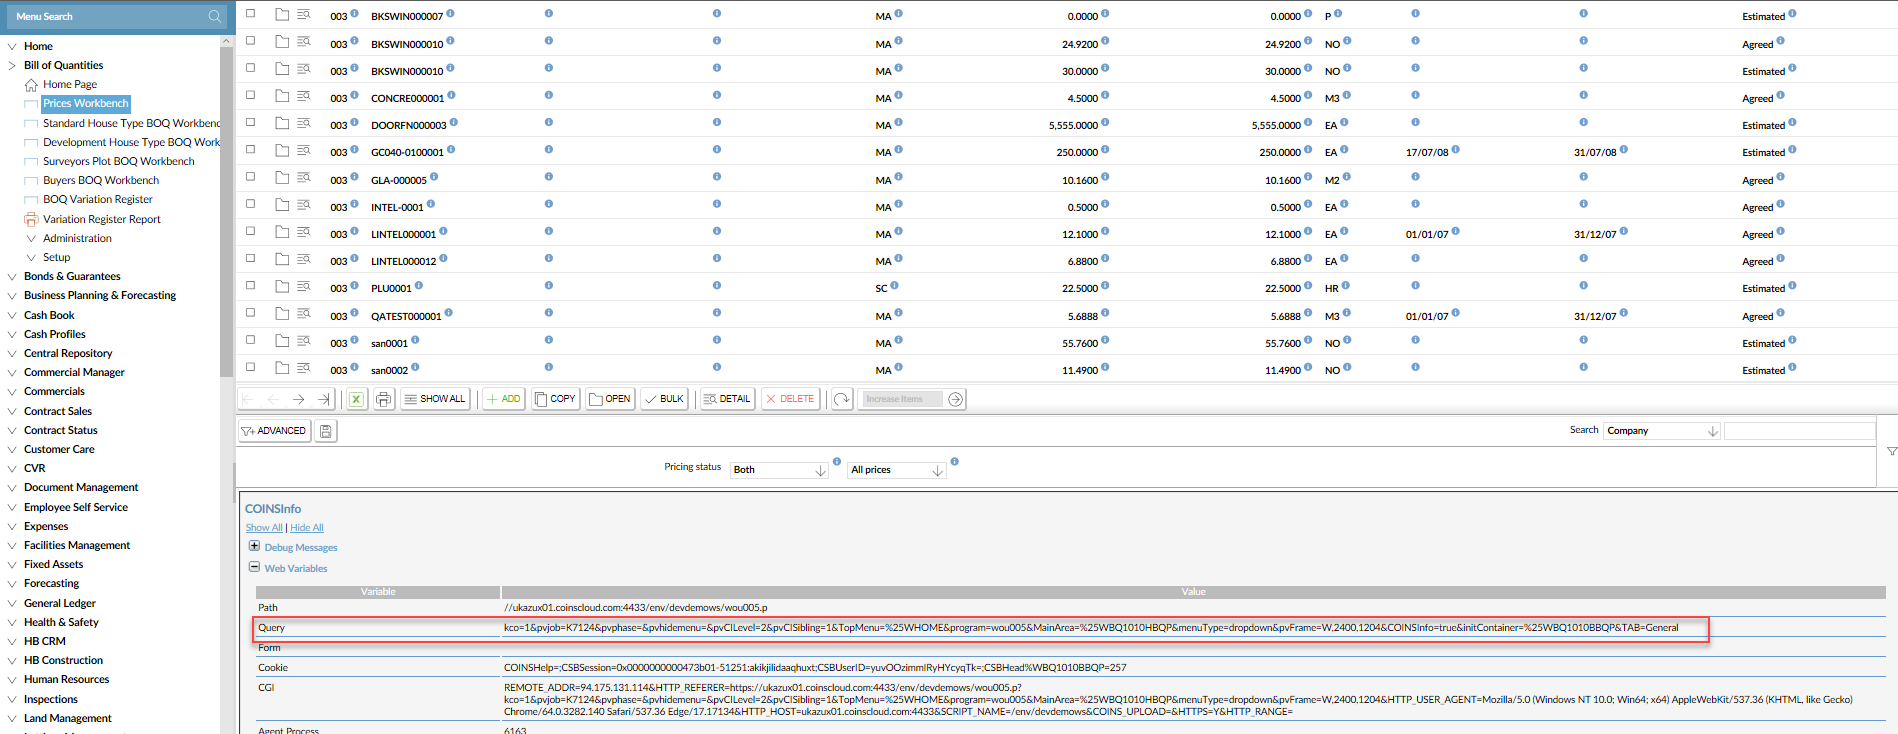 Menu Search
Home
Bill of Quantities
Home Page
Prices Workbench
Standard House Type BOQ Workbenc
Development House Type BOQ Work
Surveyors Plot BOQ Workbench
Buyers BOQ Workbench
BOQ Variation Register
Variation Register Report
Administration
Setup
Bonds & Guarantees
Business Planning & Forecasting
Cash Book
Cash Profiles
Central Repository
Commercial Manager
Commercials
Contract Sales
Contract Status
Customer Care
CVR
Document Management
Employee Self Service
Expenses
Facilities Management
Fixed Assets
Forecasting
General Ledger
Health & Safety
HB CRM
HB Construction
Human Resources
Inspections
Land Management
003 BKSWIN000007 MA 0.0000 0.0000 P Estimated
003 BKSWIN000010 MA 24.9200 24.9200 NO Agreed
003 BKSWIN000010 MA 30.0000 30.0000 NO Estimated
003 CONCRE000001 MA 4.5000 4.5000 M3 Agreed
003 DOORFN000003 MA 5,555.0000 5,555.0000 EA Estimated
003 GC040-0100001 MA 250.0000 250.0000 EA 17/07/08 31/07/08 Estimated
003 GLA-000005 MA 10.1600 10.1600 M2 Agreed
003 INTEL-0001 MA 0.5000 0.5000 EA Agreed
003 LINTEL000001 MA 12.1000 12.1000 EA 01/01/07 31/12/07 Agreed
003 LINTEL000012 MA 6.8800 6.8800 EA Agreed
003 PLU0001 SC 22.5000 22.5000 HR Estimated
003 QATEST000001 MA 5.6888 5.6888 M3 01/01/07 31/12/07 Agreed
003 san0001 MA 55.7600 55.7600 NO Estimated
003 san0002 MA 11.4900 11.4900 NO Estimated
SHOW ALL ADD COPY OPEN BULK DETAIL DELETE Increase Items
ADVANCED Search Company
Pricing status Both All prices
COINSInfo
Show All | Hide All
Debug Messages
Web Variables
Variable Value
Path //ukazux01.coinscloud.com:4433/env/devdemows/wou005.p
Query kco=1&pvjob=K7124&pvphase=&pvhidemenu=&pvCILevel=2&pvCISibling=1&TopMenu=%25WHOME&program=wou005&MainArea=%25WBQ1010HBQP&menuType=dropdown&pvFrame=W,2400,1204&COINSInfo=true&initContainer=%25WBQ1010BBQP&TAB=General
Form
Cookie COINSHelp=;CSBSession=0x0000000000473b01-51251:akikjilidaaqhuxt;CSBUserID=yuvOOzimmIRyHYcyqTk=;CSBHead%WBQ1010BBQP=257
CGI REMOTE_ADDR=94.175.131.114&HTTP_REFERER=https://ukazux01.coinscloud.com:4433/env/devdemows/wou005.p?
kco=1&pvjob=K7124&pvphase=&pvhidemenu=&pvCILevel=2&pvCISibling=1&TopMenu=%25WHOME&program=wou005&MainArea=%25WBQ1010HBQP&menuType=dropdown&pvFrame=W,2400,1204&HTTP_USER_AGENT=Mozilla/5.0 (Windows NT 10.0; Win64; x64) AppleWebKit/537.36 (KHTML, like Gecko)
Chrome/64.0.3282.140 Safari/537.36 Edge/17.17134&HTTP_HOST=ukazux01.coinscloud.com:4433&SCRIPT_NAME=/env/devdemows&COINS_UPLOAD=&HTTPS=Y&HTTP_RANGE=
Agent Process 6163